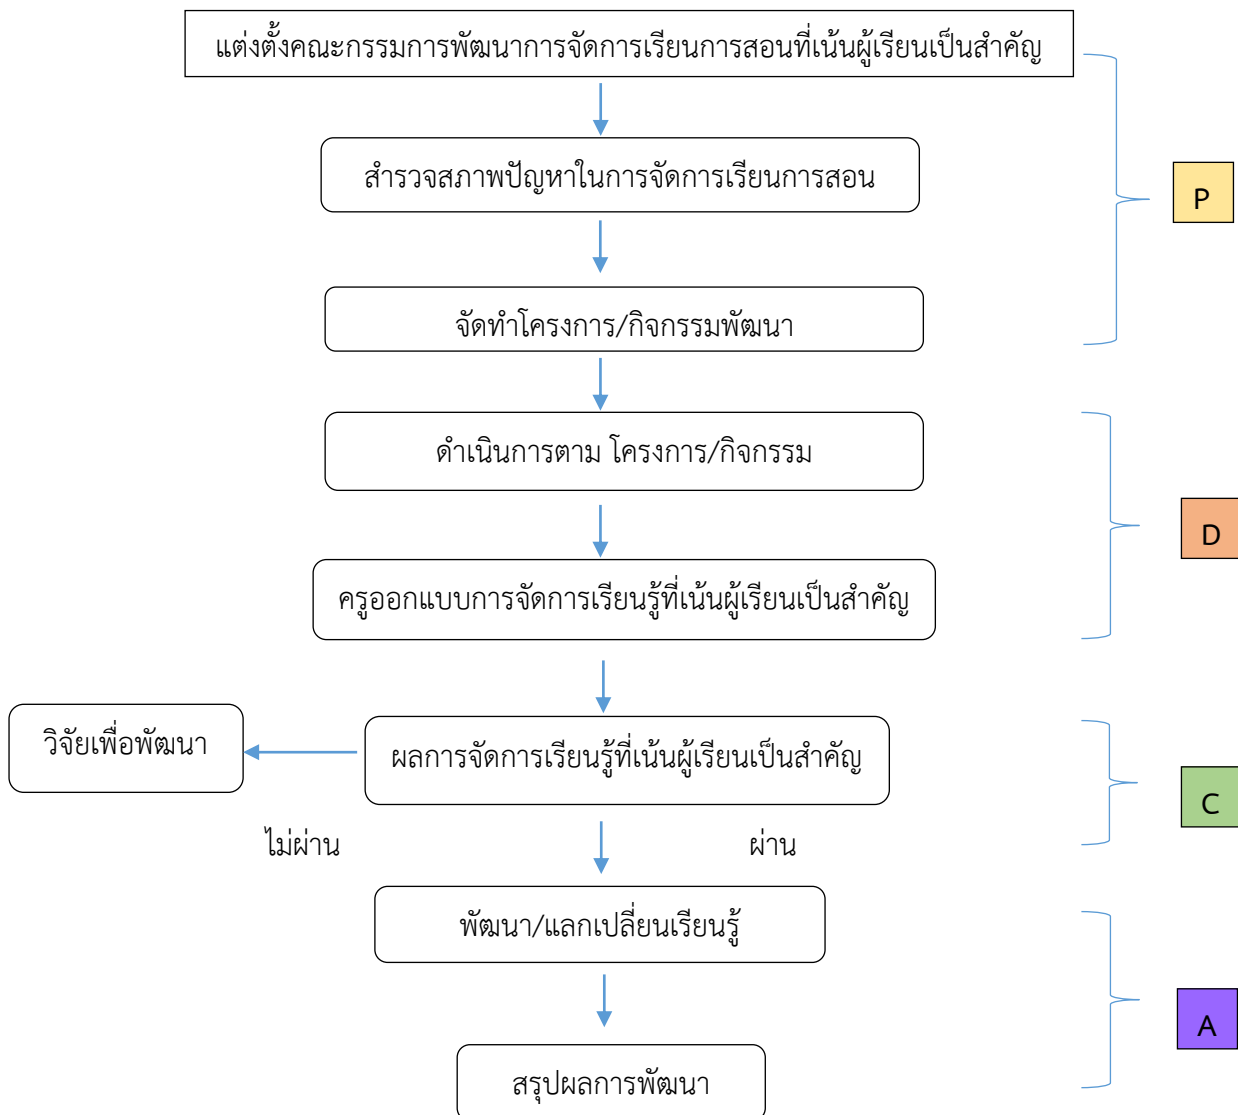 แต่งตั้งคณะกรรมการพัฒนาการจัดการเรียนการสอนที่เน้นผู้เรียนเป็นสำคัญ
สำรวจสภาพปัญหาในการจัดการเรียนการสอน
P
จัดทำโครงการ/กิจกรรมพัฒนา
ดำเนินการตาม โครงการ/กิจกรรม
D
ครูออกแบบการจัดการเรียนรู้ที่เน้นผู้เรียนเป็นสำคัญ
วิจัยเพื่อพัฒนา
ผลการจัดการเรียนรู้ที่เน้นผู้เรียนเป็นสำคัญ
C
ไม่ผ่าน
ผ่าน
พัฒนา/แลกเปลี่ยนเรียนรู้
A
สรุปผลการพัฒนา